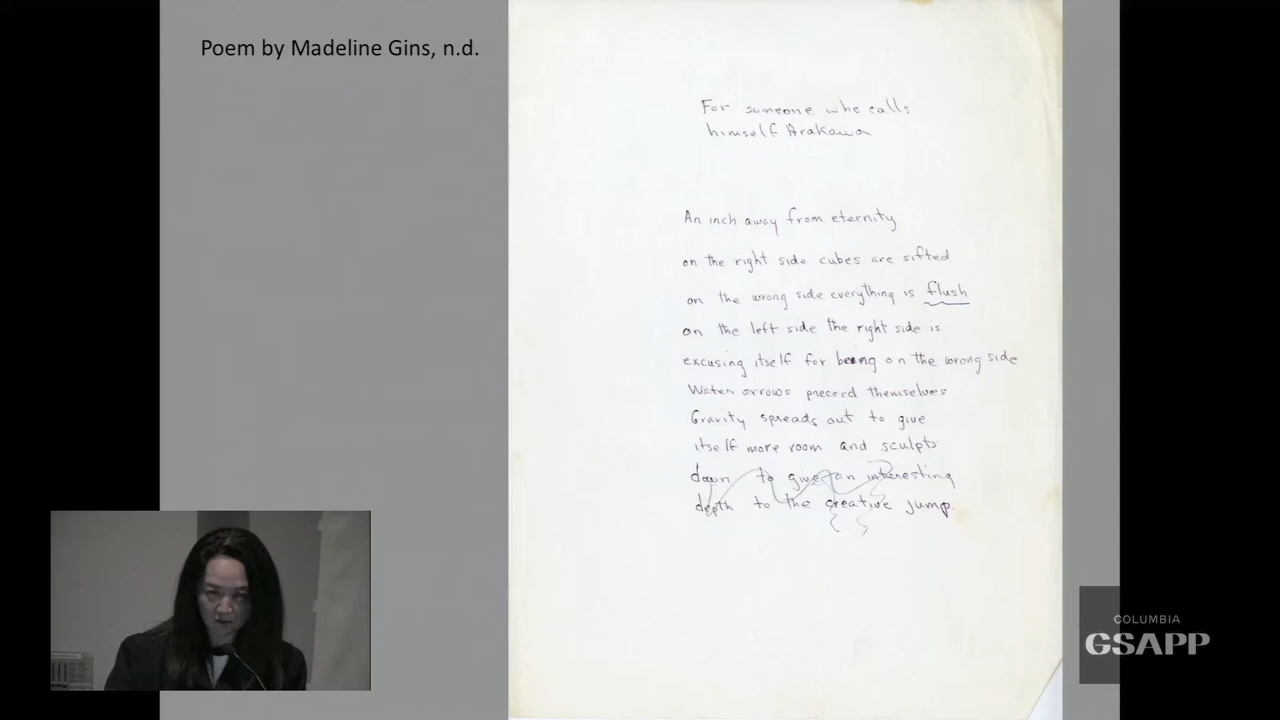 Poem by Madeline Gins, n.d.
For someone who calls
himself Arakawa
An inch away from eternity
on the right side cubes are sifted
on the wrong side everything is flush
on the left side the right side is
excusing itself for being on the wrong side
Water arrows preceed themselves
Gravity spreads out to give
itself more room and sculpts
down to give an interesting
depth to the creative jump.
COLUMBIA
GSAPP